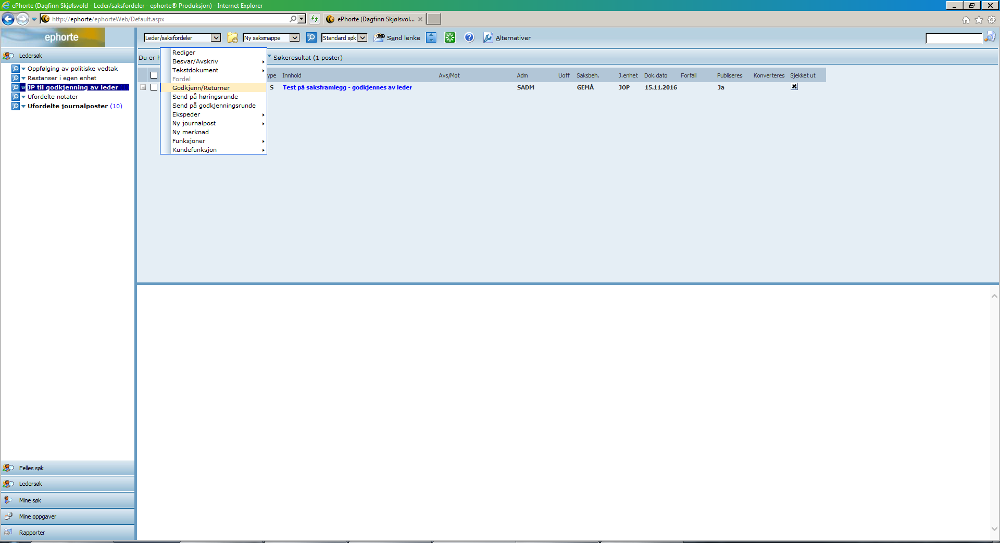 ePhorte (Dagfinn Skjølsvold - Leder/saksfordeler - ephorte® Produksjon) - Internet Explorer
http://ephorte/ephorteWeb/Default.aspx
ePhorte (Dagfinn Skjølsvol...
ephorte
Leder/saksfordeler
Ny saksmappe
Standard søk
Send lenke
Alternativer
Ledersøk
Du er h
Søkeresultat (1 poster)
Oppfølging av politiske vedtak
Restanser i egen enhet
JP til godkjenning av leder
Ufordelte notater
Ufordelte journalposter (10)
Rediger
Besvar/Avskriv
Tekstdokument
Fordel
Godkjenn/Returner
Send på høringsrunde
Send på godkjenningsrunde
Ekspeder
Ny journalpost
Ny merknad
Funksjoner
Kundefunksjon
ype Innhold Avs/Mot Adm Uoff Saksbeh. J.enhet Dok.dato Forfall Publiseres Konverteres Sjekket ut
S Test på saksframlegg - godkjennes av leder SADM GEMÅ JOP 15.11.2016 Ja
Felles søk
Ledersøk
Mine søk
Mine oppgaver
Rapporter